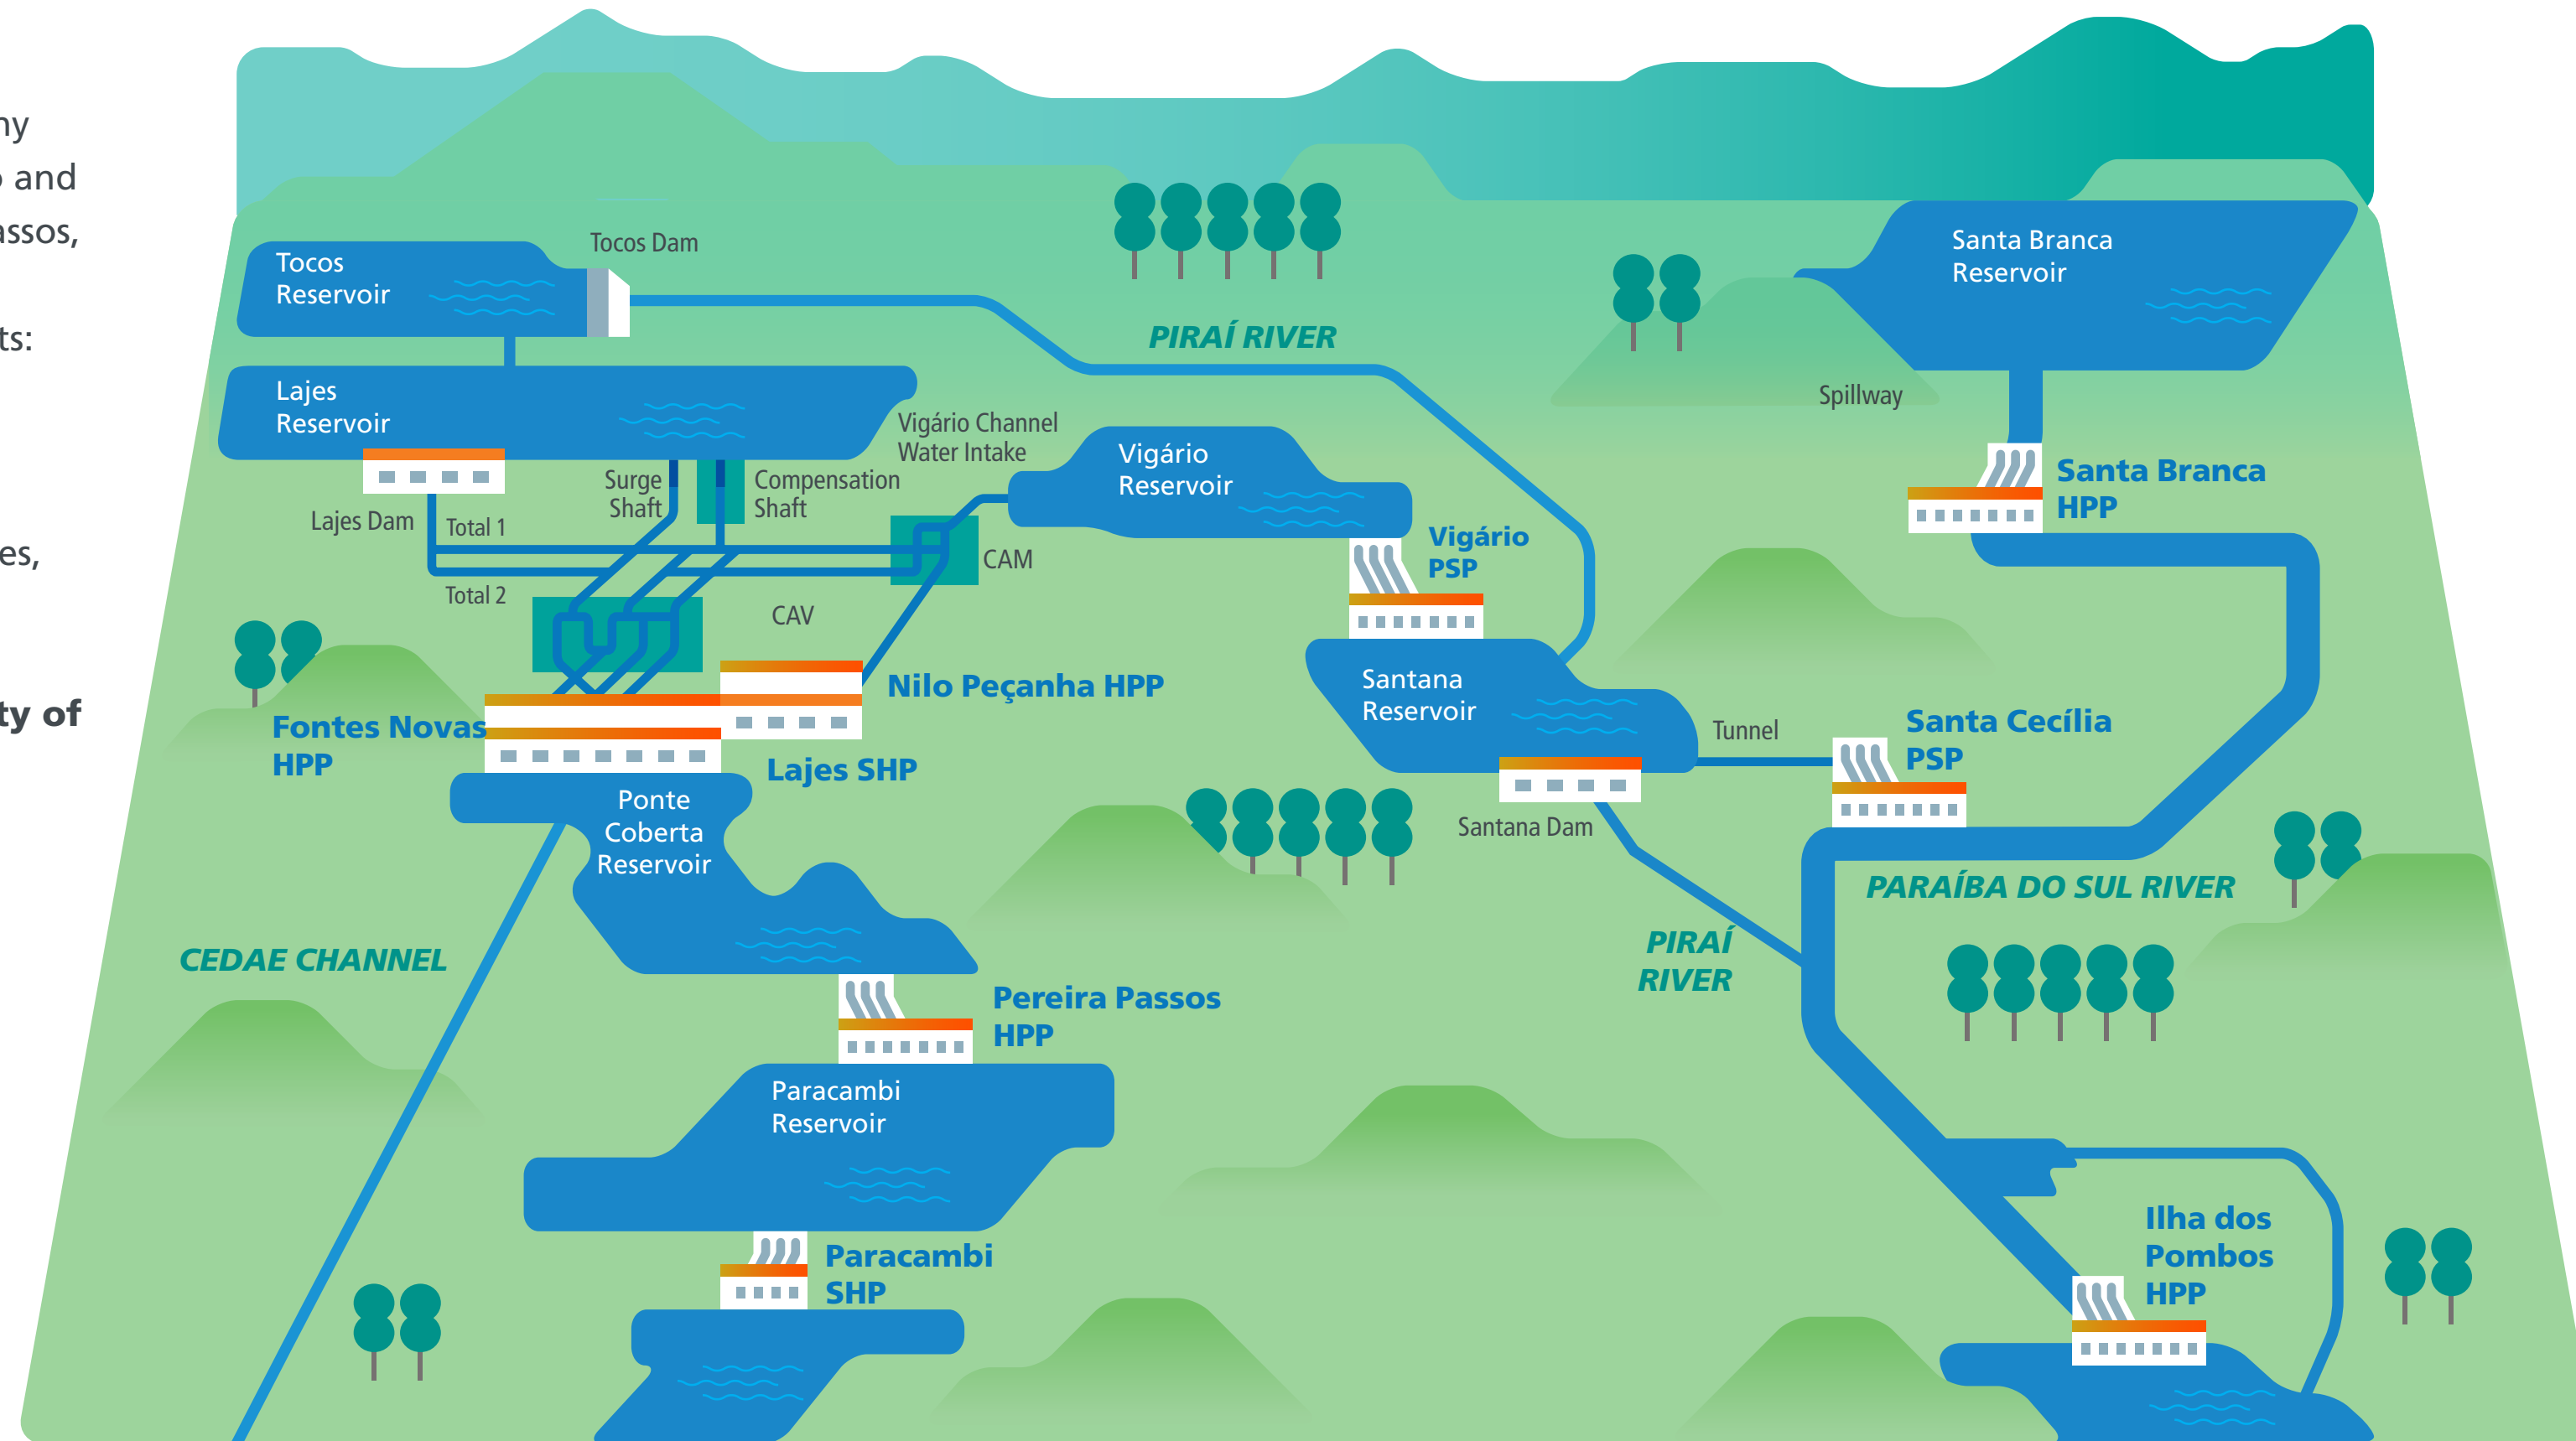 ny
o and
assos,
ts:
es,
ty of
Tocos Dam
Tocos
Reservoir
PIRAÍ RIVER
Santa Branca
Reservoir
Lajes
Reservoir
Spillway
Vigário Channel
Water Intake
Vigário
Reservoir
Surge
Shaft
Compensation
Shaft
Santa Branca
HPP
Lajes Dam
Total 1
CAM
Vigário
PSP
Total 2
CAV
Nilo Peçanha HPP
Santana
Reservoir
Fontes Novas
HPP
Lajes SHP
Tunnel
Santa Cecília
PSP
Ponte
Coberta
Reservoir
Santana Dam
PARAÍBA DO SUL RIVER
CEDAE CHANNEL
PIRAÍ
RIVER
Pereira Passos
HPP
Paracambi
Reservoir
Paracambi
SHP
Ilha dos
Pombos
HPP